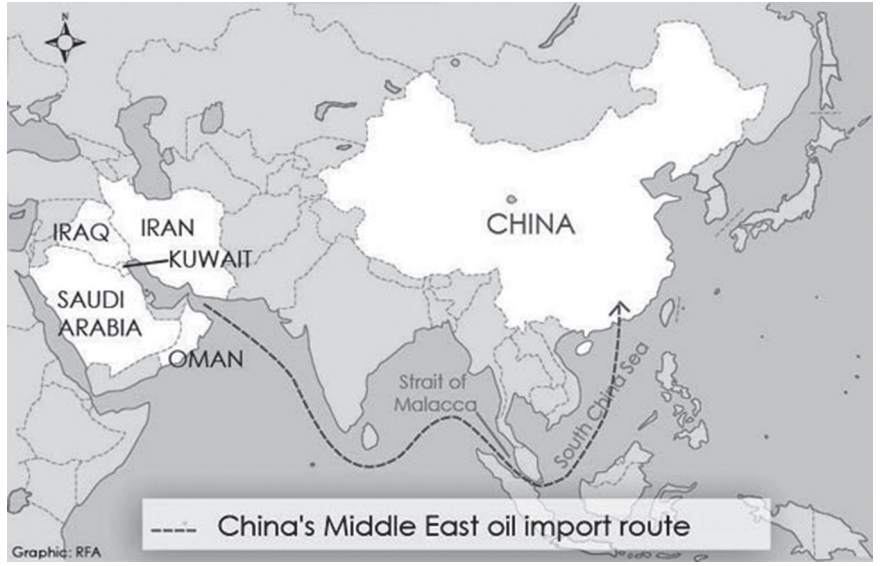 N
IRAQ
IRAN
KUWAIT
SAUDI
ARABIA
OMAN
CHINA
Strait of
Malacca
South China Sea
China's Middle East oil import route
Graphic: RFA